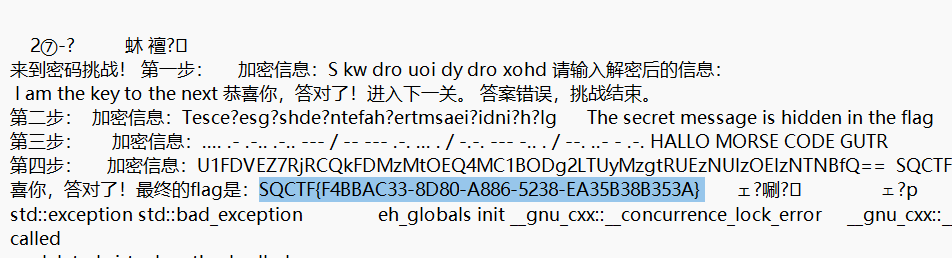 2⑦-? 蚞 禮?
来到密码挑战！ 第一步： 加密信息：S kw dro uoi dy dro xohd 请输入解密后的信息：
I am the key to the next 恭喜你，答对了！进入下一关。 答案错误，挑战结束。
第二步： 加密信息：Tesce?esg?shde?ntefah?ertmsaei?idni?h?lg The secret message is hidden in the flag
第三步： 加密信息：.... .- .-.. .-.. --- / -- --- .-. ... . / -.-. --- -.. . / --. ..- - .-. HALLO MORSE CODE GUTR
第四步： 加密信息：U1FDVEZ7RjRCQkFDMzMtOEQ4MC1BODg2LTUyMzgtRUEzNUIzOEIzNTNBfQ== SQCTF
喜你，答对了！最终的flag是：SQCTF{F4BBAC33-8D80-A886-5238-EA35B38B353A} ェ?唰? ェ?p
std::exception std::bad_exception eh_globals init __gnu_cxx::__concurrence_lock_error __gnu_cxx::_
called